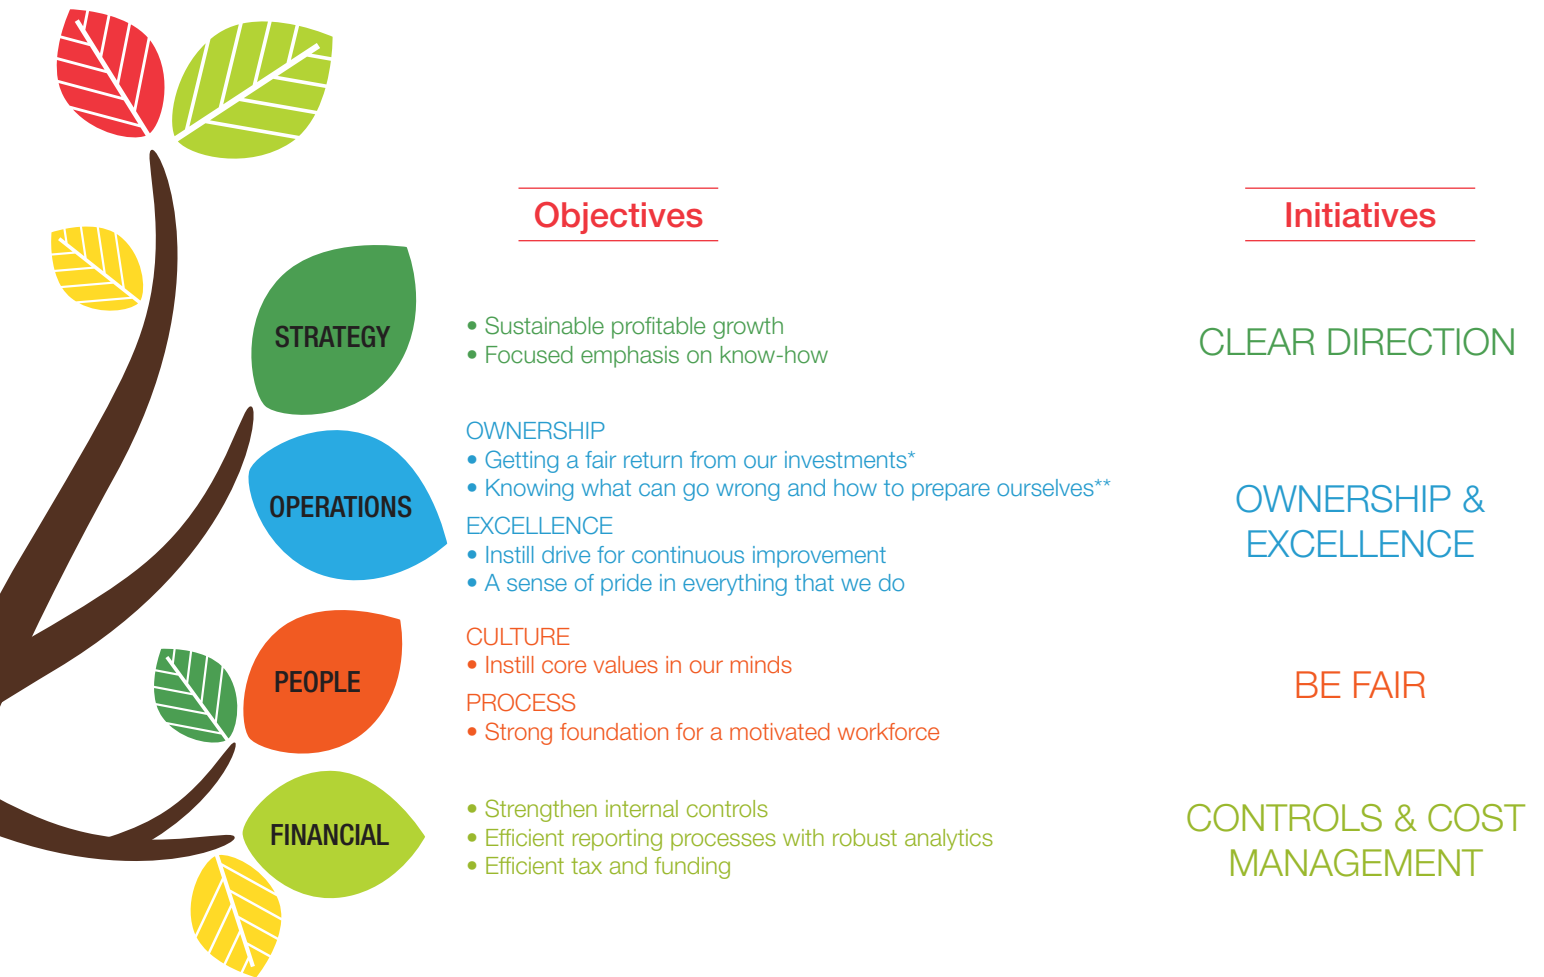 Objectives
Initiatives
STRATEGY
• Sustainable profitable growth
• Focused emphasis on know-how
CLEAR DIRECTION
OPERATIONS
OWNERSHIP
• Getting a fair return from our investments*
• Knowing what can go wrong and how to prepare ourselves**
EXCELLENCE
• Instill drive for continuous improvement
• A sense of pride in everything that we do
OWNERSHIP &
EXCELLENCE
PEOPLE
CULTURE
• Instill core values in our minds
PROCESS
• Strong foundation for a motivated workforce
BE FAIR
FINANCIAL
• Strengthen internal controls
• Efficient reporting processes with robust analytics
• Efficient tax and funding
CONTROLS & COST
MANAGEMENT